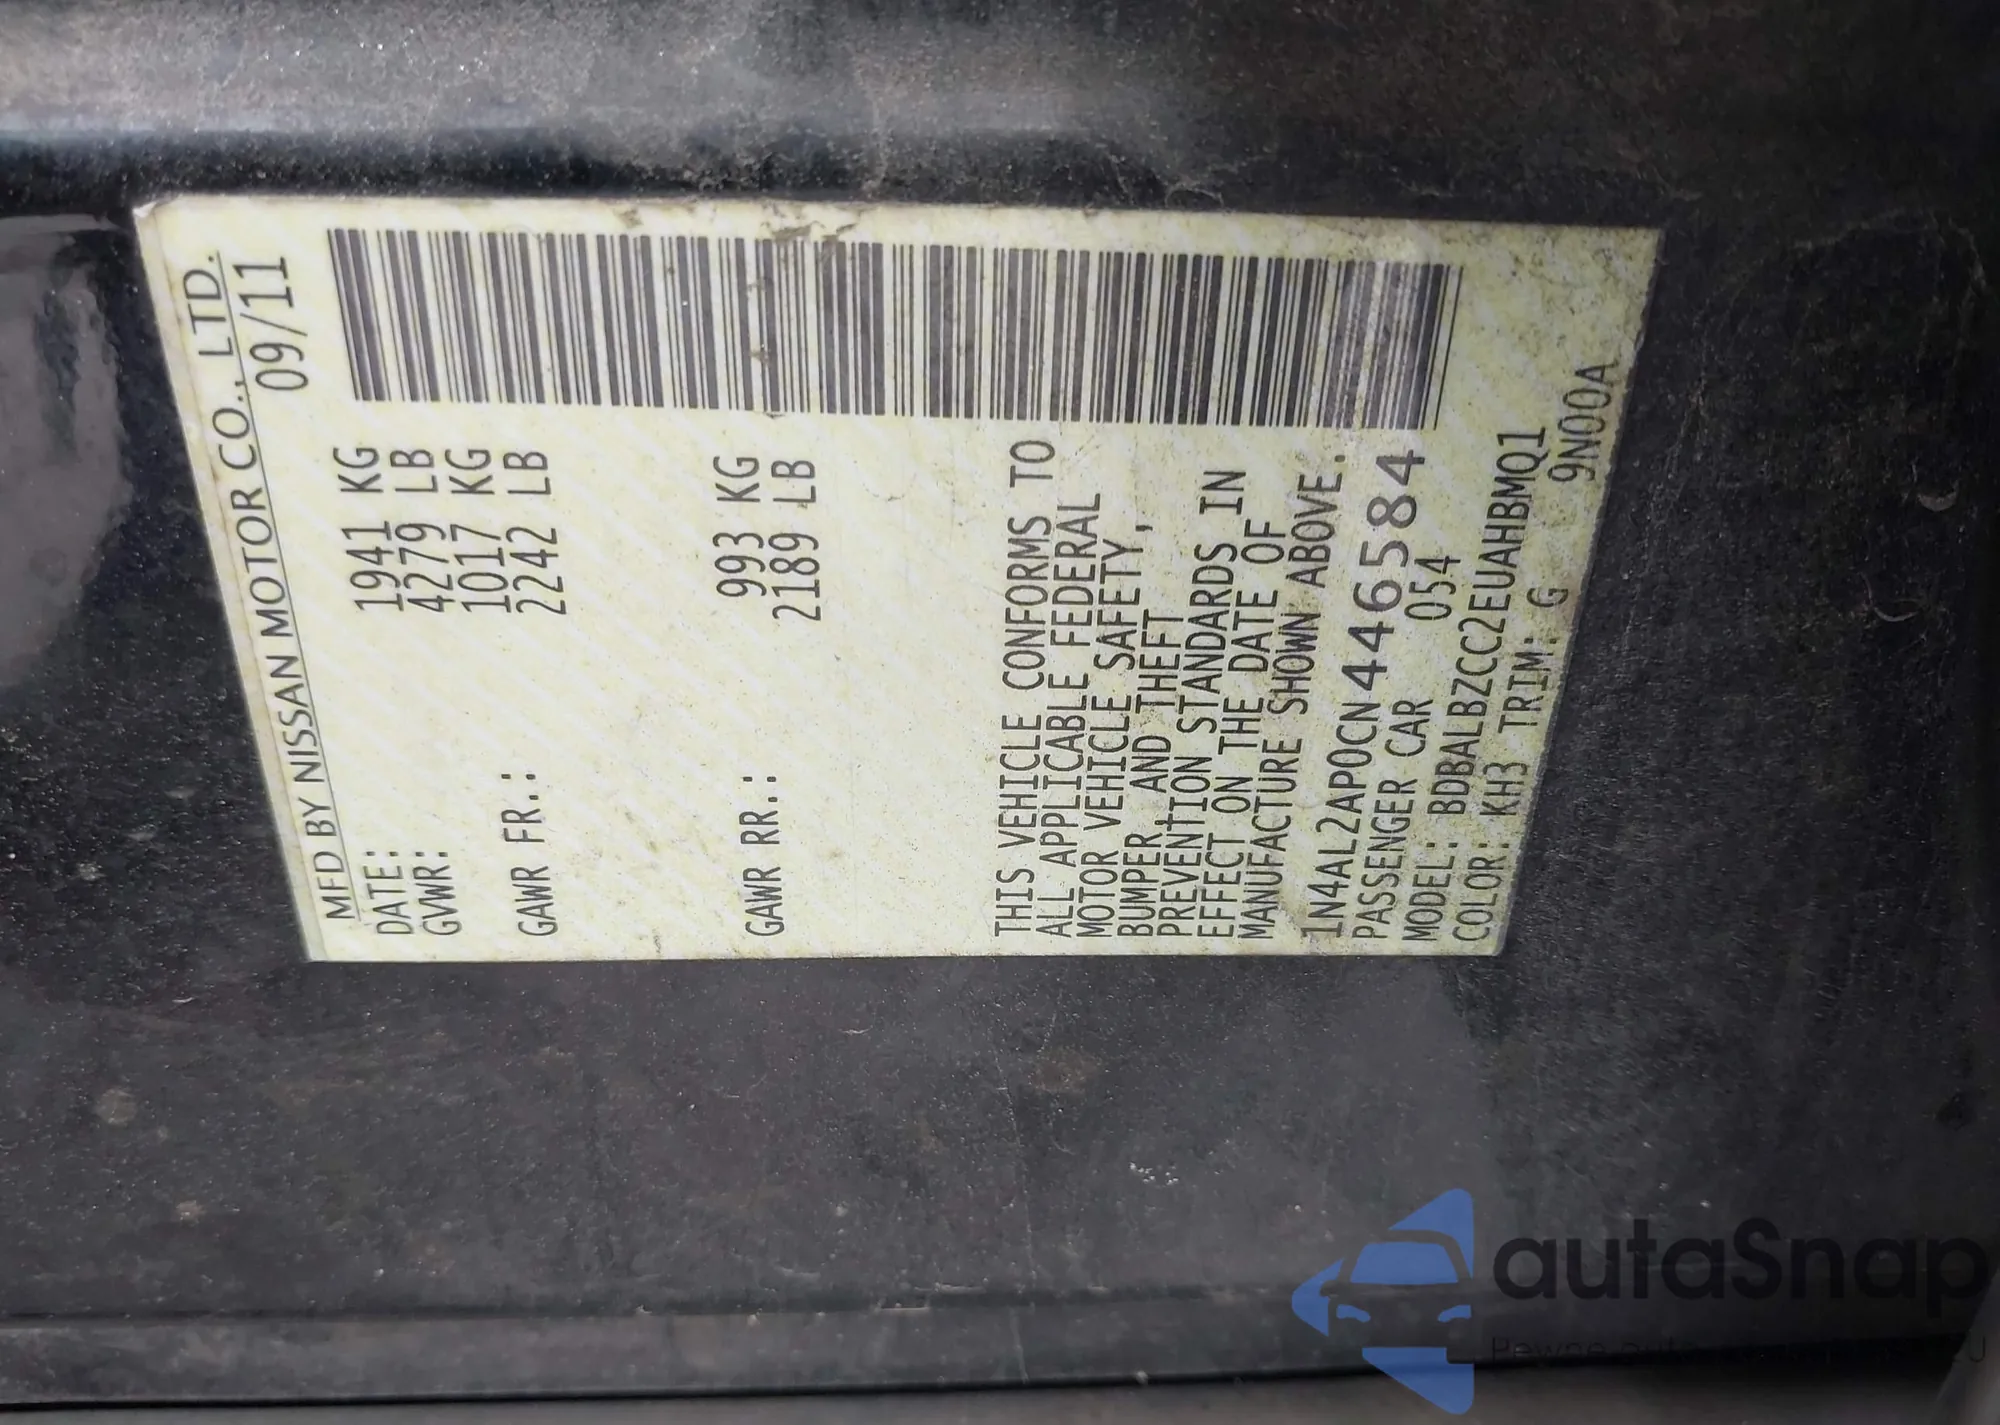 MFD BY NISSAN MOTOR CO., LTD.
DATE: 09/11
GVWR: 1941 KG
4279 LB
GAWR FR.: 1017 KG
2242 LB
GAWR RR.: 993 KG
2189 LB
THIS VEHICLE CONFORMS TO
ALL APPLICABLE FEDERAL
MOTOR VEHICLE SAFETY,
BUMPER AND THEFT
PREVENTION STANDARDS IN
EFFECT ON THE DATE OF
MANUFACTURE SHOWN ABOVE.
1N4AL2AP0CN446584
PASSENGER CAR 054
MODEL: BDBALBZCC2EUAHBMQ1
COLOR: KH3 TRIM: G 9N00A
autaSnap
Pewne auta